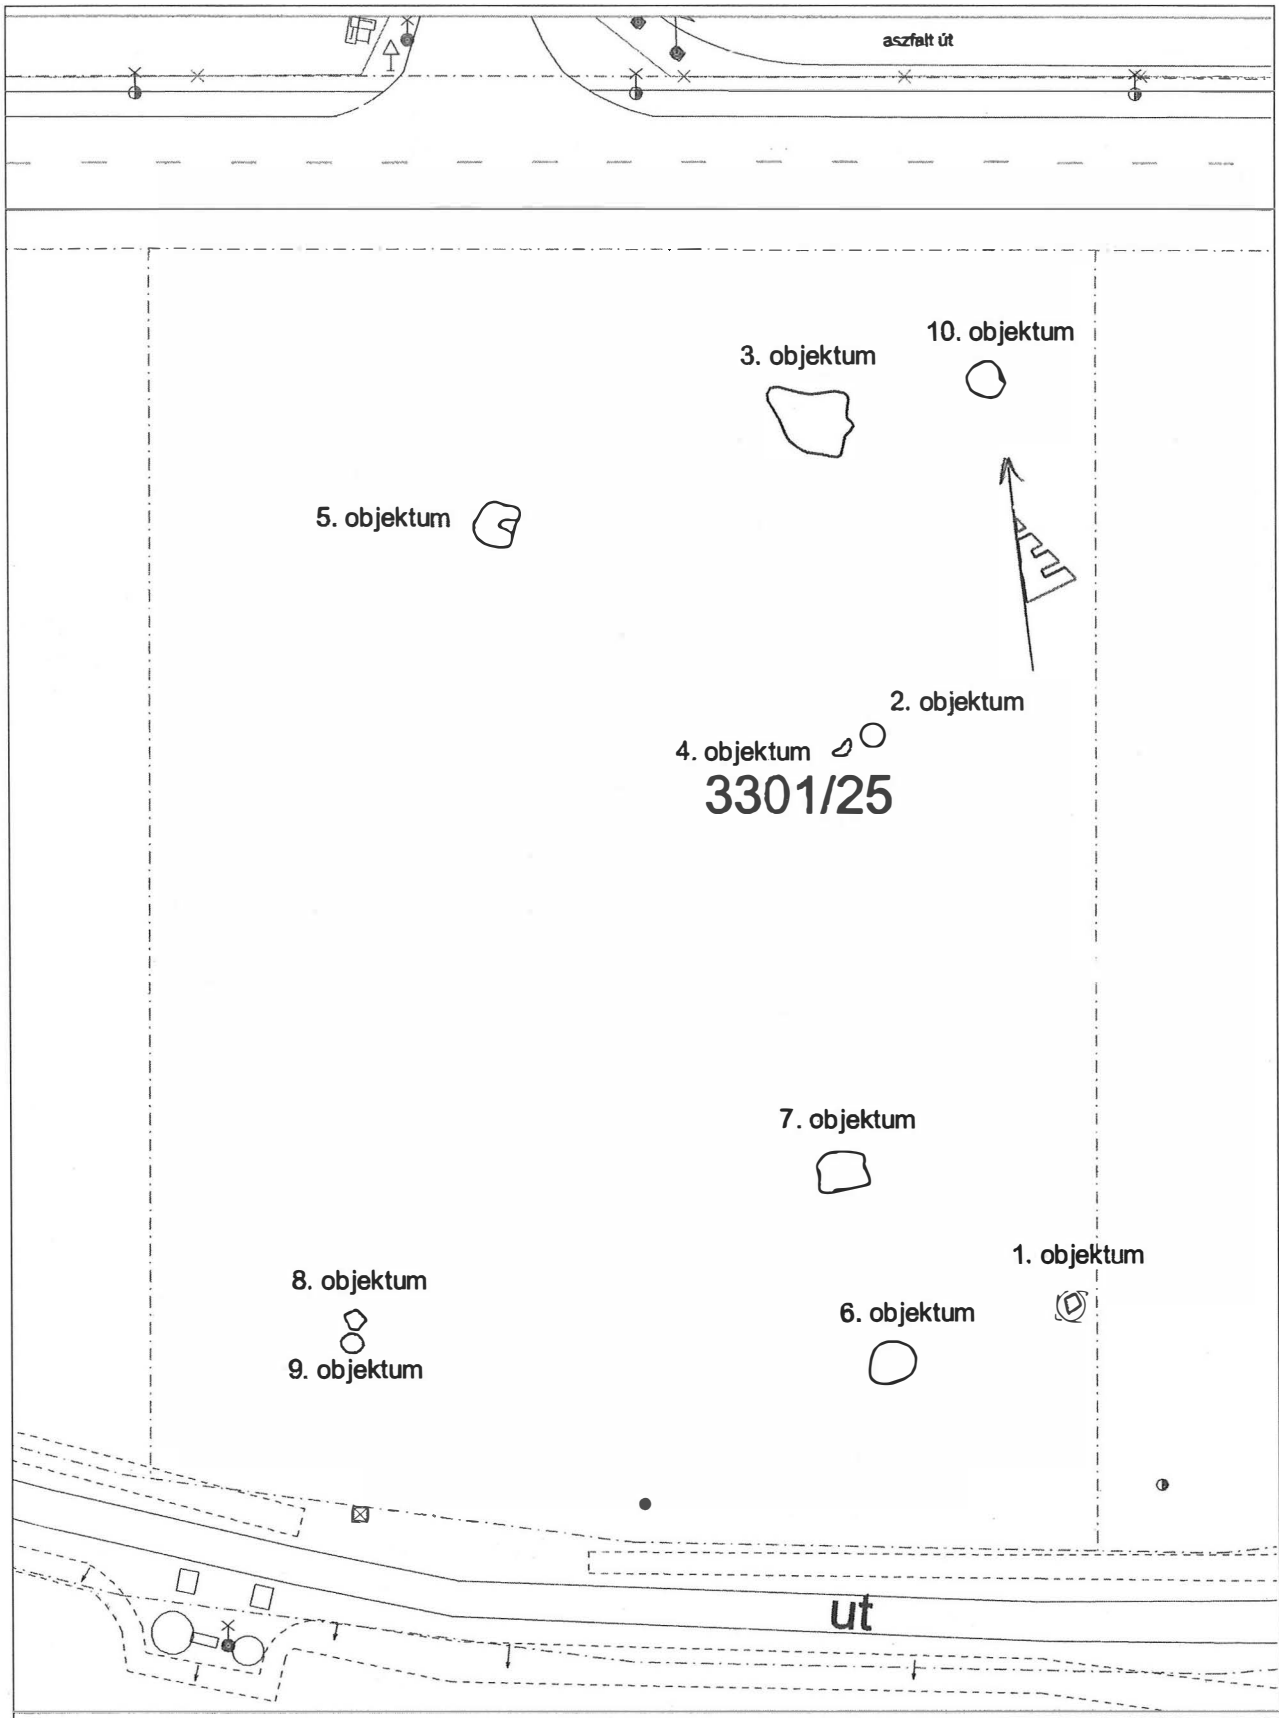 aszfalt út
10. objektum
3. objektum
5. objektum
2. objektum
4. objektum
3301/25
7. objektum
1. objektum
8. objektum
6. objektum
9. objektum
ut